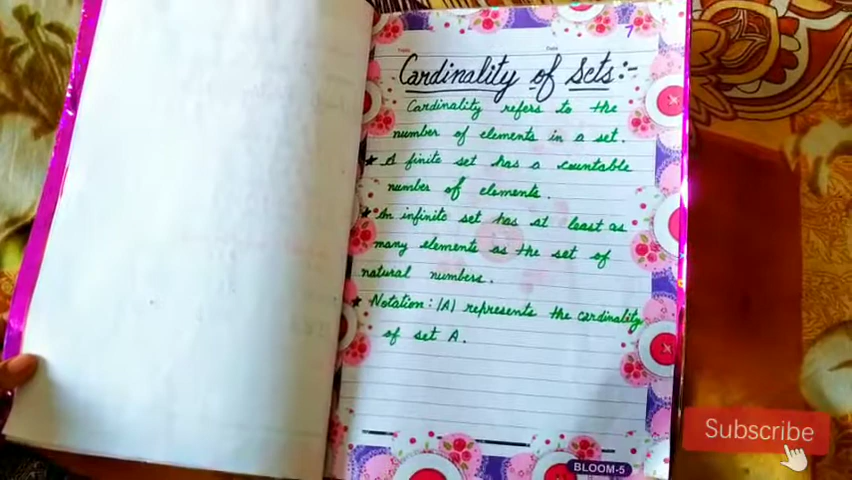 7
Cardinality of Sets:-
Cardinality refers to the
number of elements in a set.
★ A finite set has a countable
number of elements.
★ An infinite set has at least as
many elements as the set of
natural numbers.
★ Notation: |A| represents the cardinality
of set A.
BLOOM-5
Subscribe